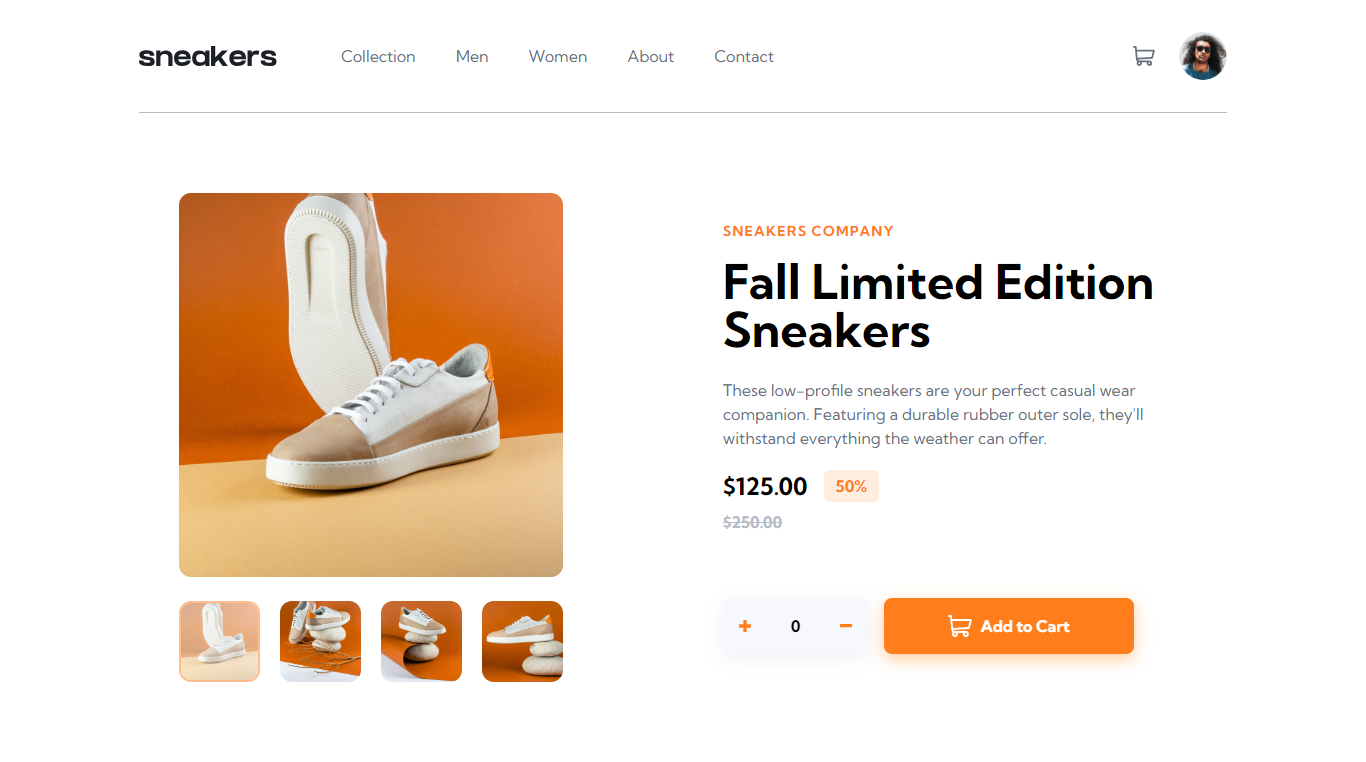 sneakers
Collection Men Women About Contact
SNEAKERS COMPANY
Fall Limited Edition
Sneakers
These low-profile sneakers are your perfect casual wear
companion. Featuring a durable rubber outer sole, they'll
withstand everything the weather can offer.
$125.00 50%
$250.00
+ 0 − Add to Cart